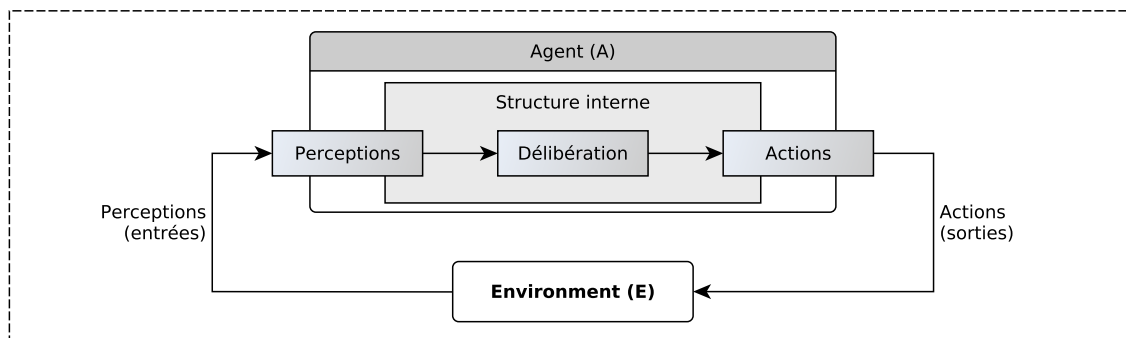 Agent (A)
Structure interne
Perceptions
Délibération
Actions
Perceptions
(entrées)
Actions
(sorties)
Environment (E)